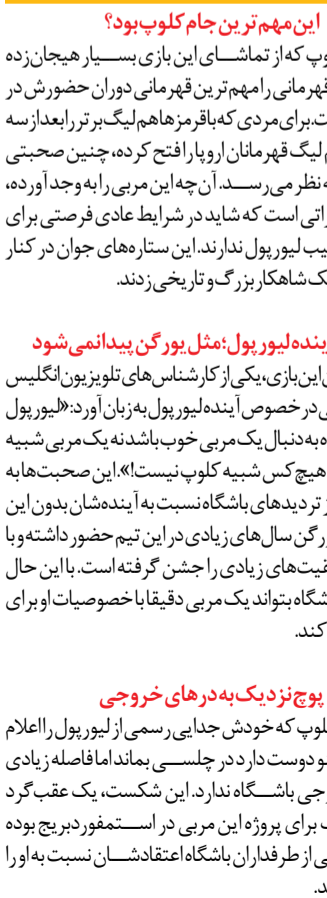 این مهم‌ترین جام کلوپ بود؟
وپ که از تماشای این بازی بسیار هیجان‌زده
قهرمانی را مهم‌ترین قهرمانی دوران حضورش در
ت. برای مردی که باقرمزها هم لیگ برتر را بعد از سه
لیگ قهرمانان اروپا را فتح کرده، چنین صحبتی
ه نظر می‌رسد. آن چه این مربی را به وجد آورده،
راتی است که شاید در شرایط عادی فرصتی برای
یب لیورپول ندارند. این ستاره‌های جوان در کنار
ک شاهکار بزرگ و تاریخی زدند.
ینده لیورپول؛ مثل یورگن پیدا نمی‌شود
این بازی، یکی از کارشناس‌های تلویزیون انگلیس
ی در خصوص آینده لیورپول به زبان آورد: «لیورپول
ه به دنبال یک مربی خوب باشد نه یک مربی شبیه
هیچ‌کس شبیه کلوپ نیست!». این صحبت‌ها به
ز تردیدهای باشگاه نسبت به آینده‌شان بدون این
رگن سال‌های زیادی در این تیم حضور داشته و با
قیت‌های زیادی را جشن گرفته است. با این حال
شگاه بتواند یک مربی دقیقا با خصوصیات او برای
کند.
پوچ نزدیک به درهای خروجی
لوپ که خودش جدایی رسمی از لیورپول را اعلام
و دوست دارد در چلسی بماند اما فاصله زیادی
وجی باشگاه ندارد. این شکست، یک عقب‌گرد
برای پروژه این مربی در استمفوردبریج بوده
ی از طرفداران باشگاه اعتقادشان نسبت به او را
د.